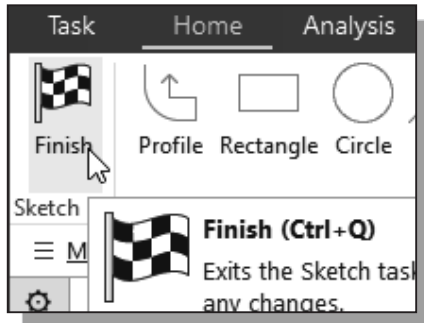 Task Home Analysis
Finish Profile Rectangle Circle
Sketch
Finish (Ctrl+Q)
M
Exits the Sketch task
any changes.